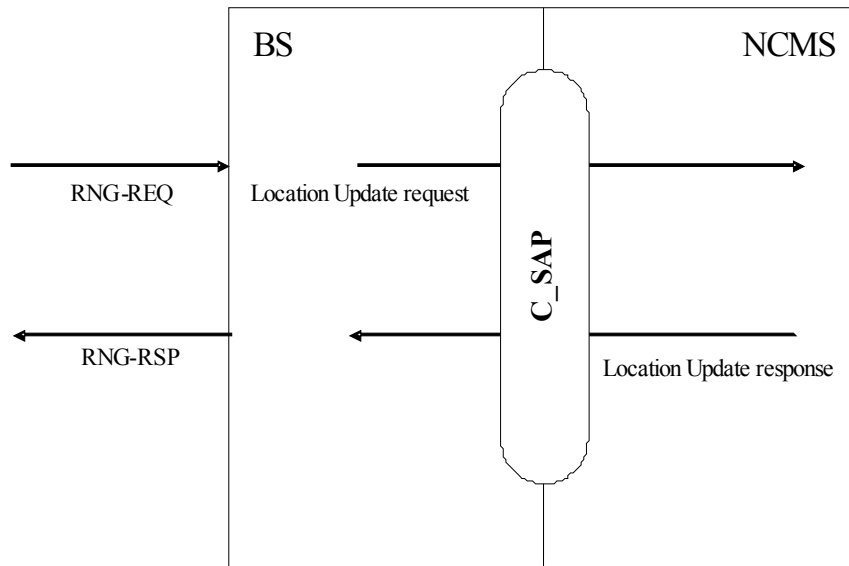 BS
NCMS
RNG-REQ
Location Update request
C_SAP
RNG-RSP
Location Update response